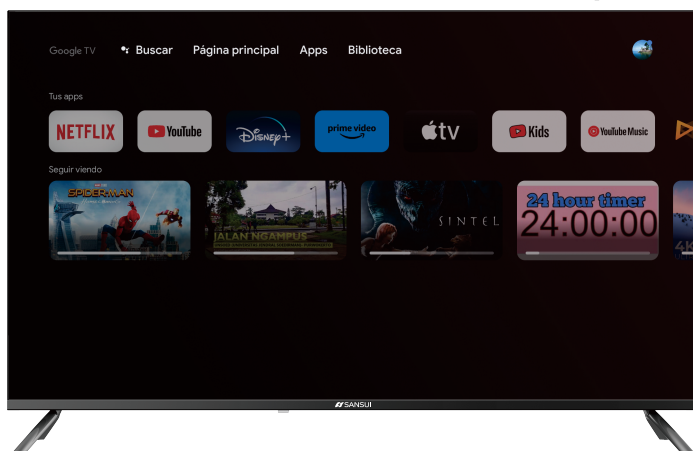 Google TV
Buscar Página principal Apps Biblioteca
Tus apps
NETFLIX YouTube Disney+ prime video tv Kids YouTube Music
Seguir viendo
SPIDER-MAN
JALAN NGAMPUS
SINTEL
24 hour timer
24:00:00
4K
SANSUI